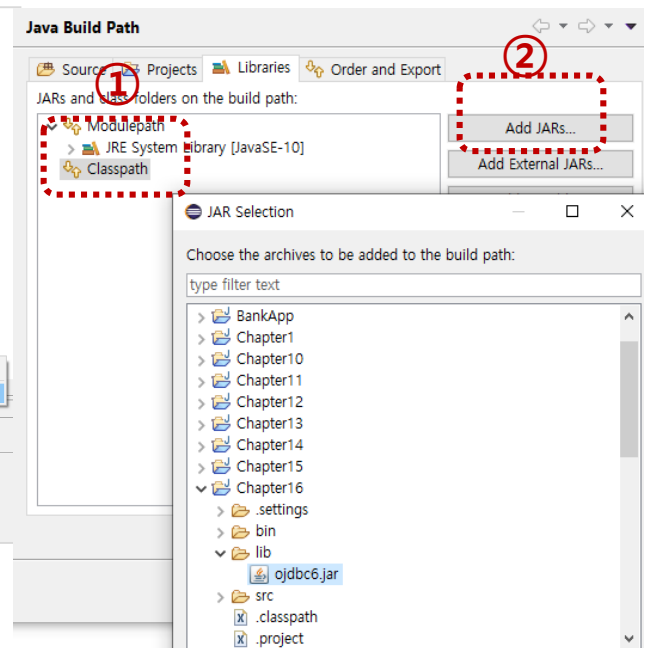 Java Build Path
Source Projects Libraries Order and Export
①
②
JARs and class folders on the build path:
Modulepath
JRE System Library [JavaSE-10]
Classpath
Add JARs...
Add External JARs...
JAR Selection
Choose the archives to be added to the build path:
type filter text
BankApp
Chapter1
Chapter10
Chapter11
Chapter12
Chapter13
Chapter14
Chapter15
Chapter16
.settings
bin
lib
ojdbc6.jar
src
.classpath
.project